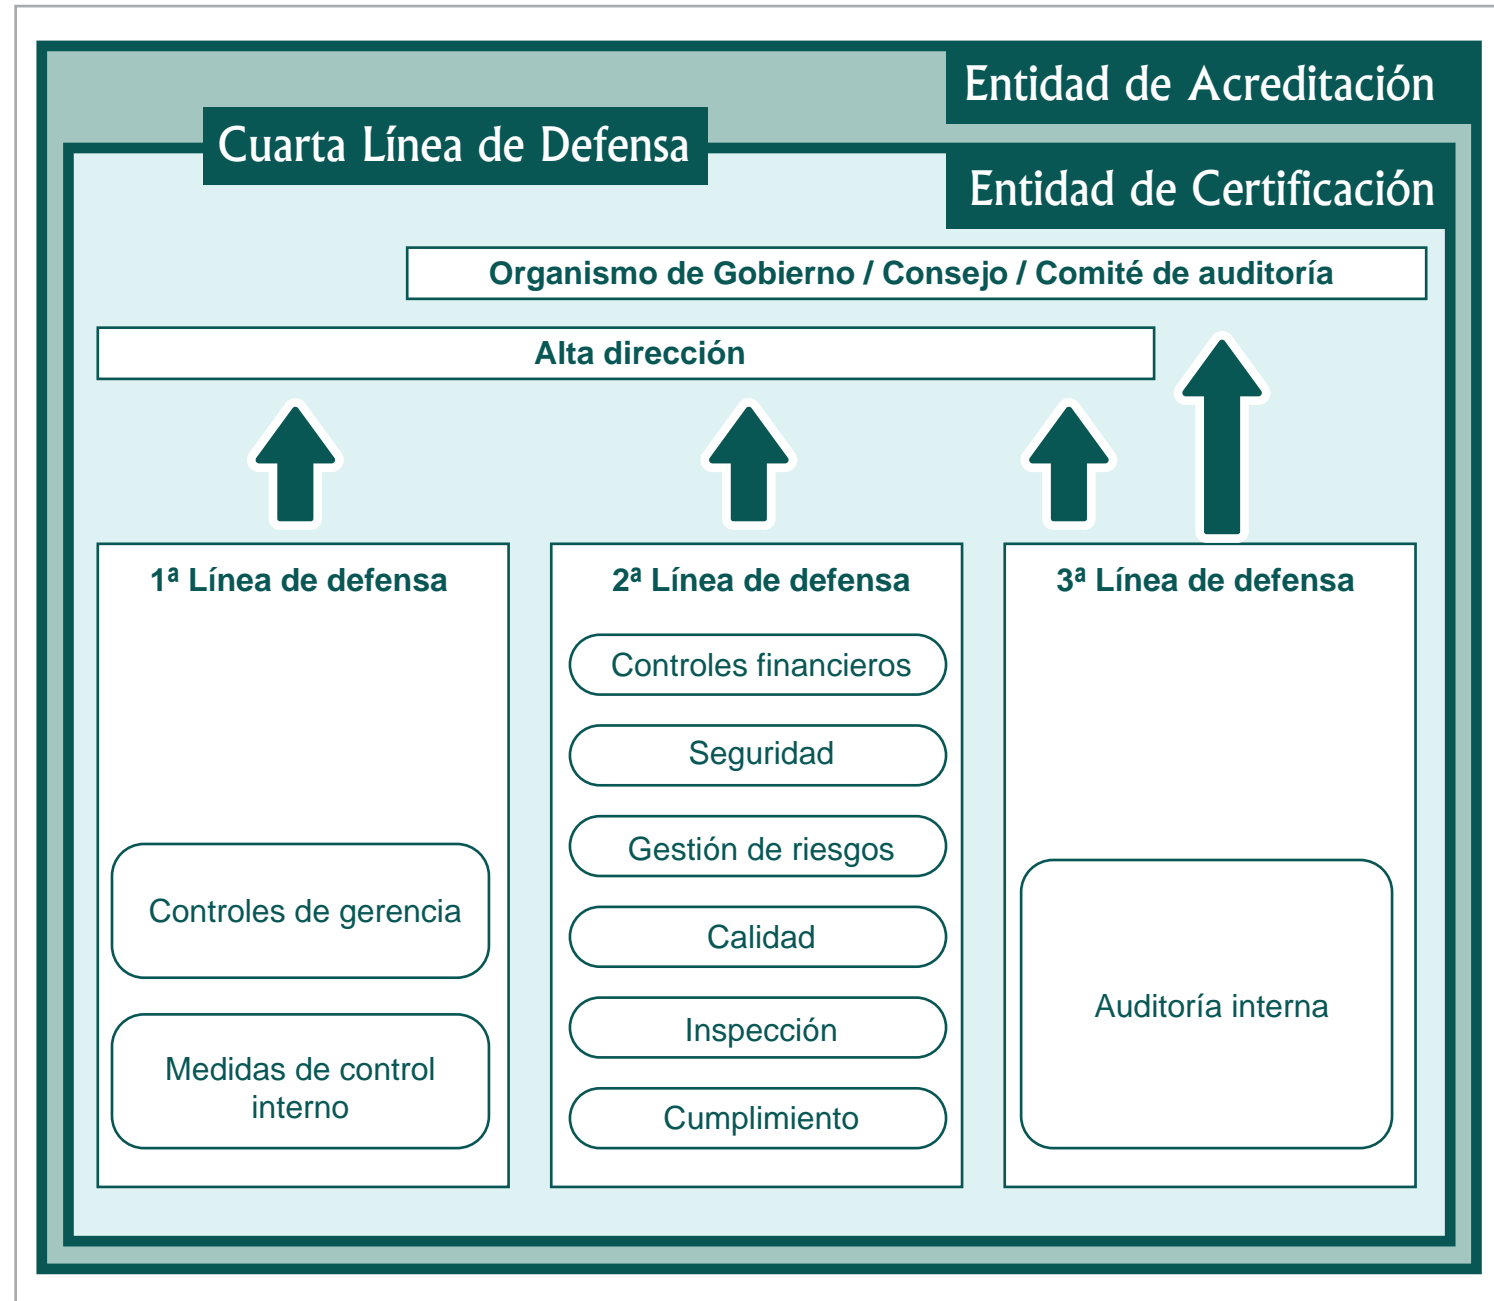 Entidad de Acreditación
Cuarta Línea de Defensa
Entidad de Certificación
Organismo de Gobierno / Consejo / Comité de auditoría
Alta dirección
1ª Línea de defensa
Controles de gerencia
Medidas de control
interno
2ª Línea de defensa
Controles financieros
Seguridad
Gestión de riesgos
Calidad
Inspección
Cumplimiento
3ª Línea de defensa
Auditoría interna